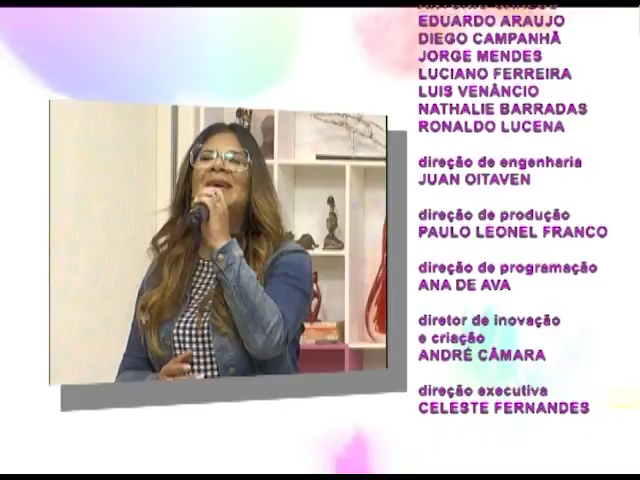 EDUARDO ARAUJO
DIEGO CAMPANHÃ
JORGE MENDES
LUCIANO FERREIRA
LUIS VENÂNCIO
NATHALIE BARRADAS
RONALDO LUCENA
direção de engenharia
JUAN OITAVEN
direção de produção
PAULO LEONEL FRANCO
direção de programação
ANA DE AVA
diretor de inovação
e criação
ANDRÉ CÂMARA
direção executiva
CELESTE FERNANDES